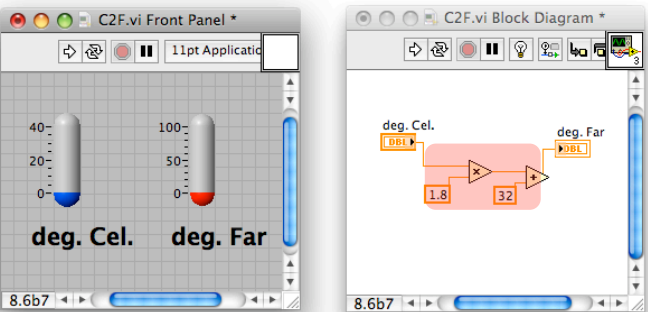 C2F.vi Front Panel *
11pt Applicatio
40-
20-
0-
100-
50-
0-
deg. Cel.
deg. Far
8.6b7
C2F.vi Block Diagram *
3
deg. Cel.
DBL
deg. Far
DBL
×
+
1.8
32
8.6b7